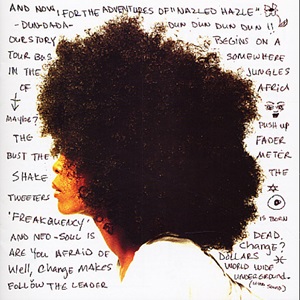 AND NOW! FOR THE ADVENTURES OF "NAZLED HAZLE"
-DUN-DADA- DUN DUN DUN DUN !!
OUR STORY BEGINS ON A
TOUR BUS SOMEWHERE
IN THE JUNGLES
OF AFRICA
MAYBE?
THE PUSH UP
BUST THE FADER
SHAKE METER
TWEETERS THE
'FREAKQUENCY' IS BORN
AND NEO-SOUL IS DEAD.
ARE YOU AFRAID OF Change?
Well, Change MAKES DOLLARS
FOLLOW THE LEADER WORLD WIDE
UNDERGROUND.